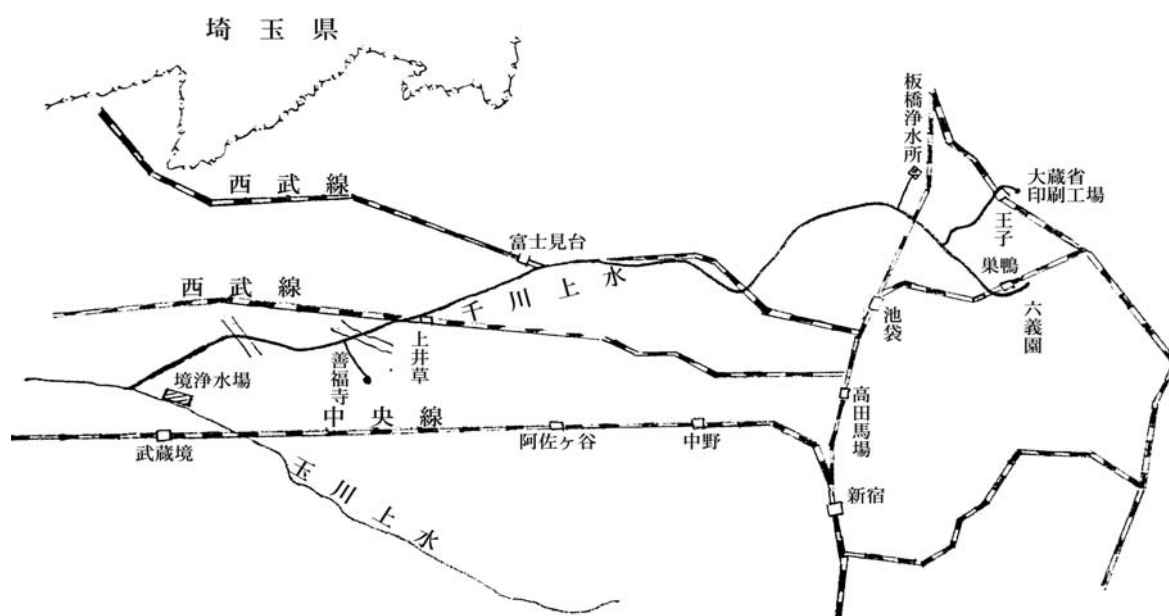 埼玉県
板橋浄水所
大蔵省
印刷工場
西武線
王子
富士見台
巣鴨
西武線
千川上水
池袋
六義園
上井草
善福寺
境浄水場
高田馬場
中央線
武蔵境
阿佐ヶ谷
中野
玉川上水
新宿